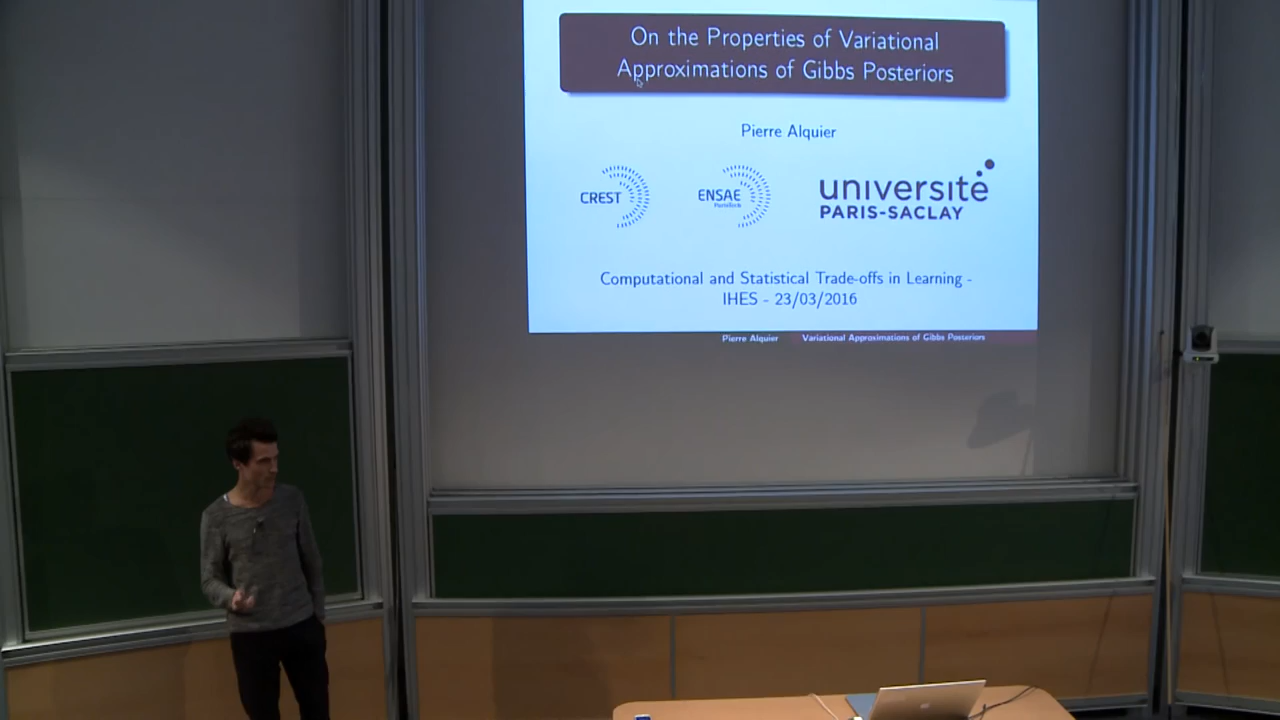 On the Properties of Variational
Approximations of Gibbs Posteriors
Pierre Alquier
CREST
ENSAE
ParisTech
université
PARIS-SACLAY
Computational and Statistical Trade-offs in Learning -
IHES - 23/03/2016
Pierre Alquier Variational Approximations of Gibbs Posteriors